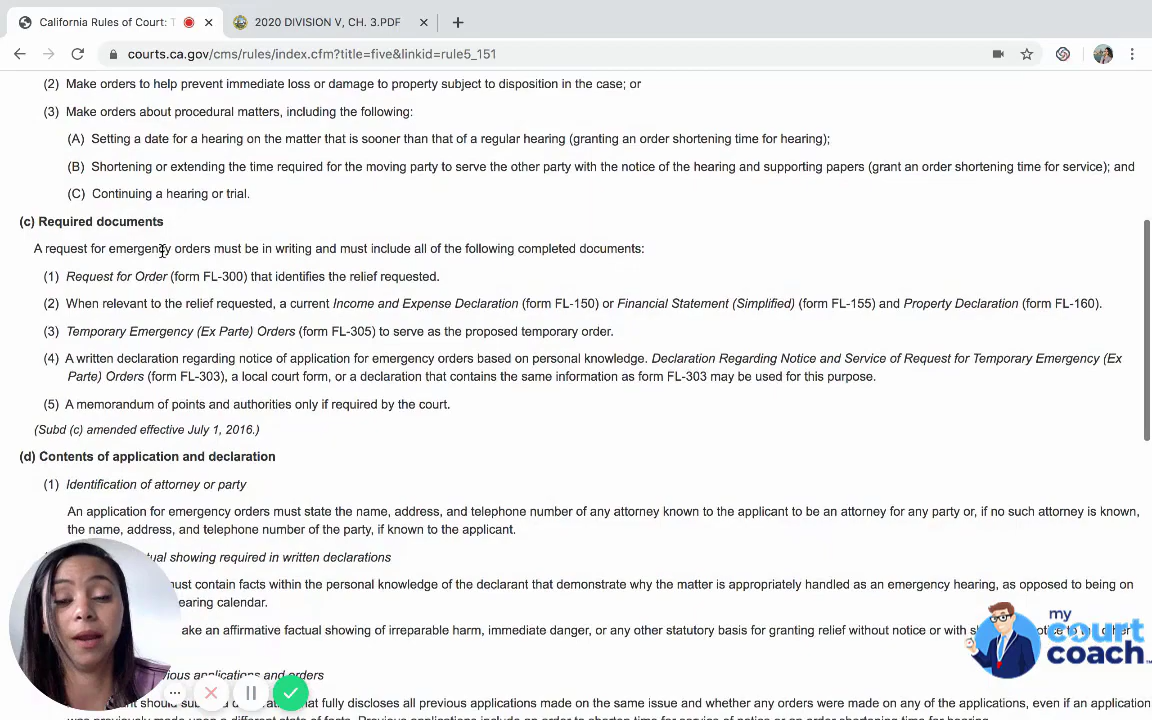 California Rules of Court: T
2020 DIVISION V, CH. 3.PDF
courts.ca.gov/cms/rules/index.cfm?title=five&linkid=rule5_151
(2) Make orders to help prevent immediate loss or damage to property subject to disposition in the case; or
(3) Make orders about procedural matters, including the following:
(A) Setting a date for a hearing on the matter that is sooner than that of a regular hearing (granting an order shortening time for hearing);
(B) Shortening or extending the time required for the moving party to serve the other party with the notice of the hearing and supporting papers (grant an order shortening time for service); and
(C) Continuing a hearing or trial.
(c) Required documents
A request for emergency orders must be in writing and must include all of the following completed documents:
(1) Request for Order (form FL-300) that identifies the relief requested.
(2) When relevant to the relief requested, a current Income and Expense Declaration (form FL-150) or Financial Statement (Simplified) (form FL-155) and Property Declaration (form FL-160).
(3) Temporary Emergency (Ex Parte) Orders (form FL-305) to serve as the proposed temporary order.
(4) A written declaration regarding notice of application for emergency orders based on personal knowledge. Declaration Regarding Notice and Service of Request for Temporary Emergency (Ex
Parte) Orders (form FL-303), a local court form, or a declaration that contains the same information as form FL-303 may be used for this purpose.
(5) A memorandum of points and authorities only if required by the court.
(Subd (c) amended effective July 1, 2016.)
(d) Contents of application and declaration
(1) Identification of attorney or party
An application for emergency orders must state the name, address, and telephone number of any attorney known to the applicant to be an attorney for any party or, if no such attorney is known,
the name, address, and telephone number of the party, if known to the applicant.
tual showing required in written declarations
must contain facts within the personal knowledge of the declarant that demonstrate why the matter is appropriately handled as an emergency hearing, as opposed to being on
earing calendar.
ake an affirmative factual showing of irreparable harm, immediate danger, or any other statutory basis for granting relief without notice or with
ious applications and orders
that fully discloses all previous applications made on the same issue and whether any orders were made on any of the applications, even if an application
my
court
coach